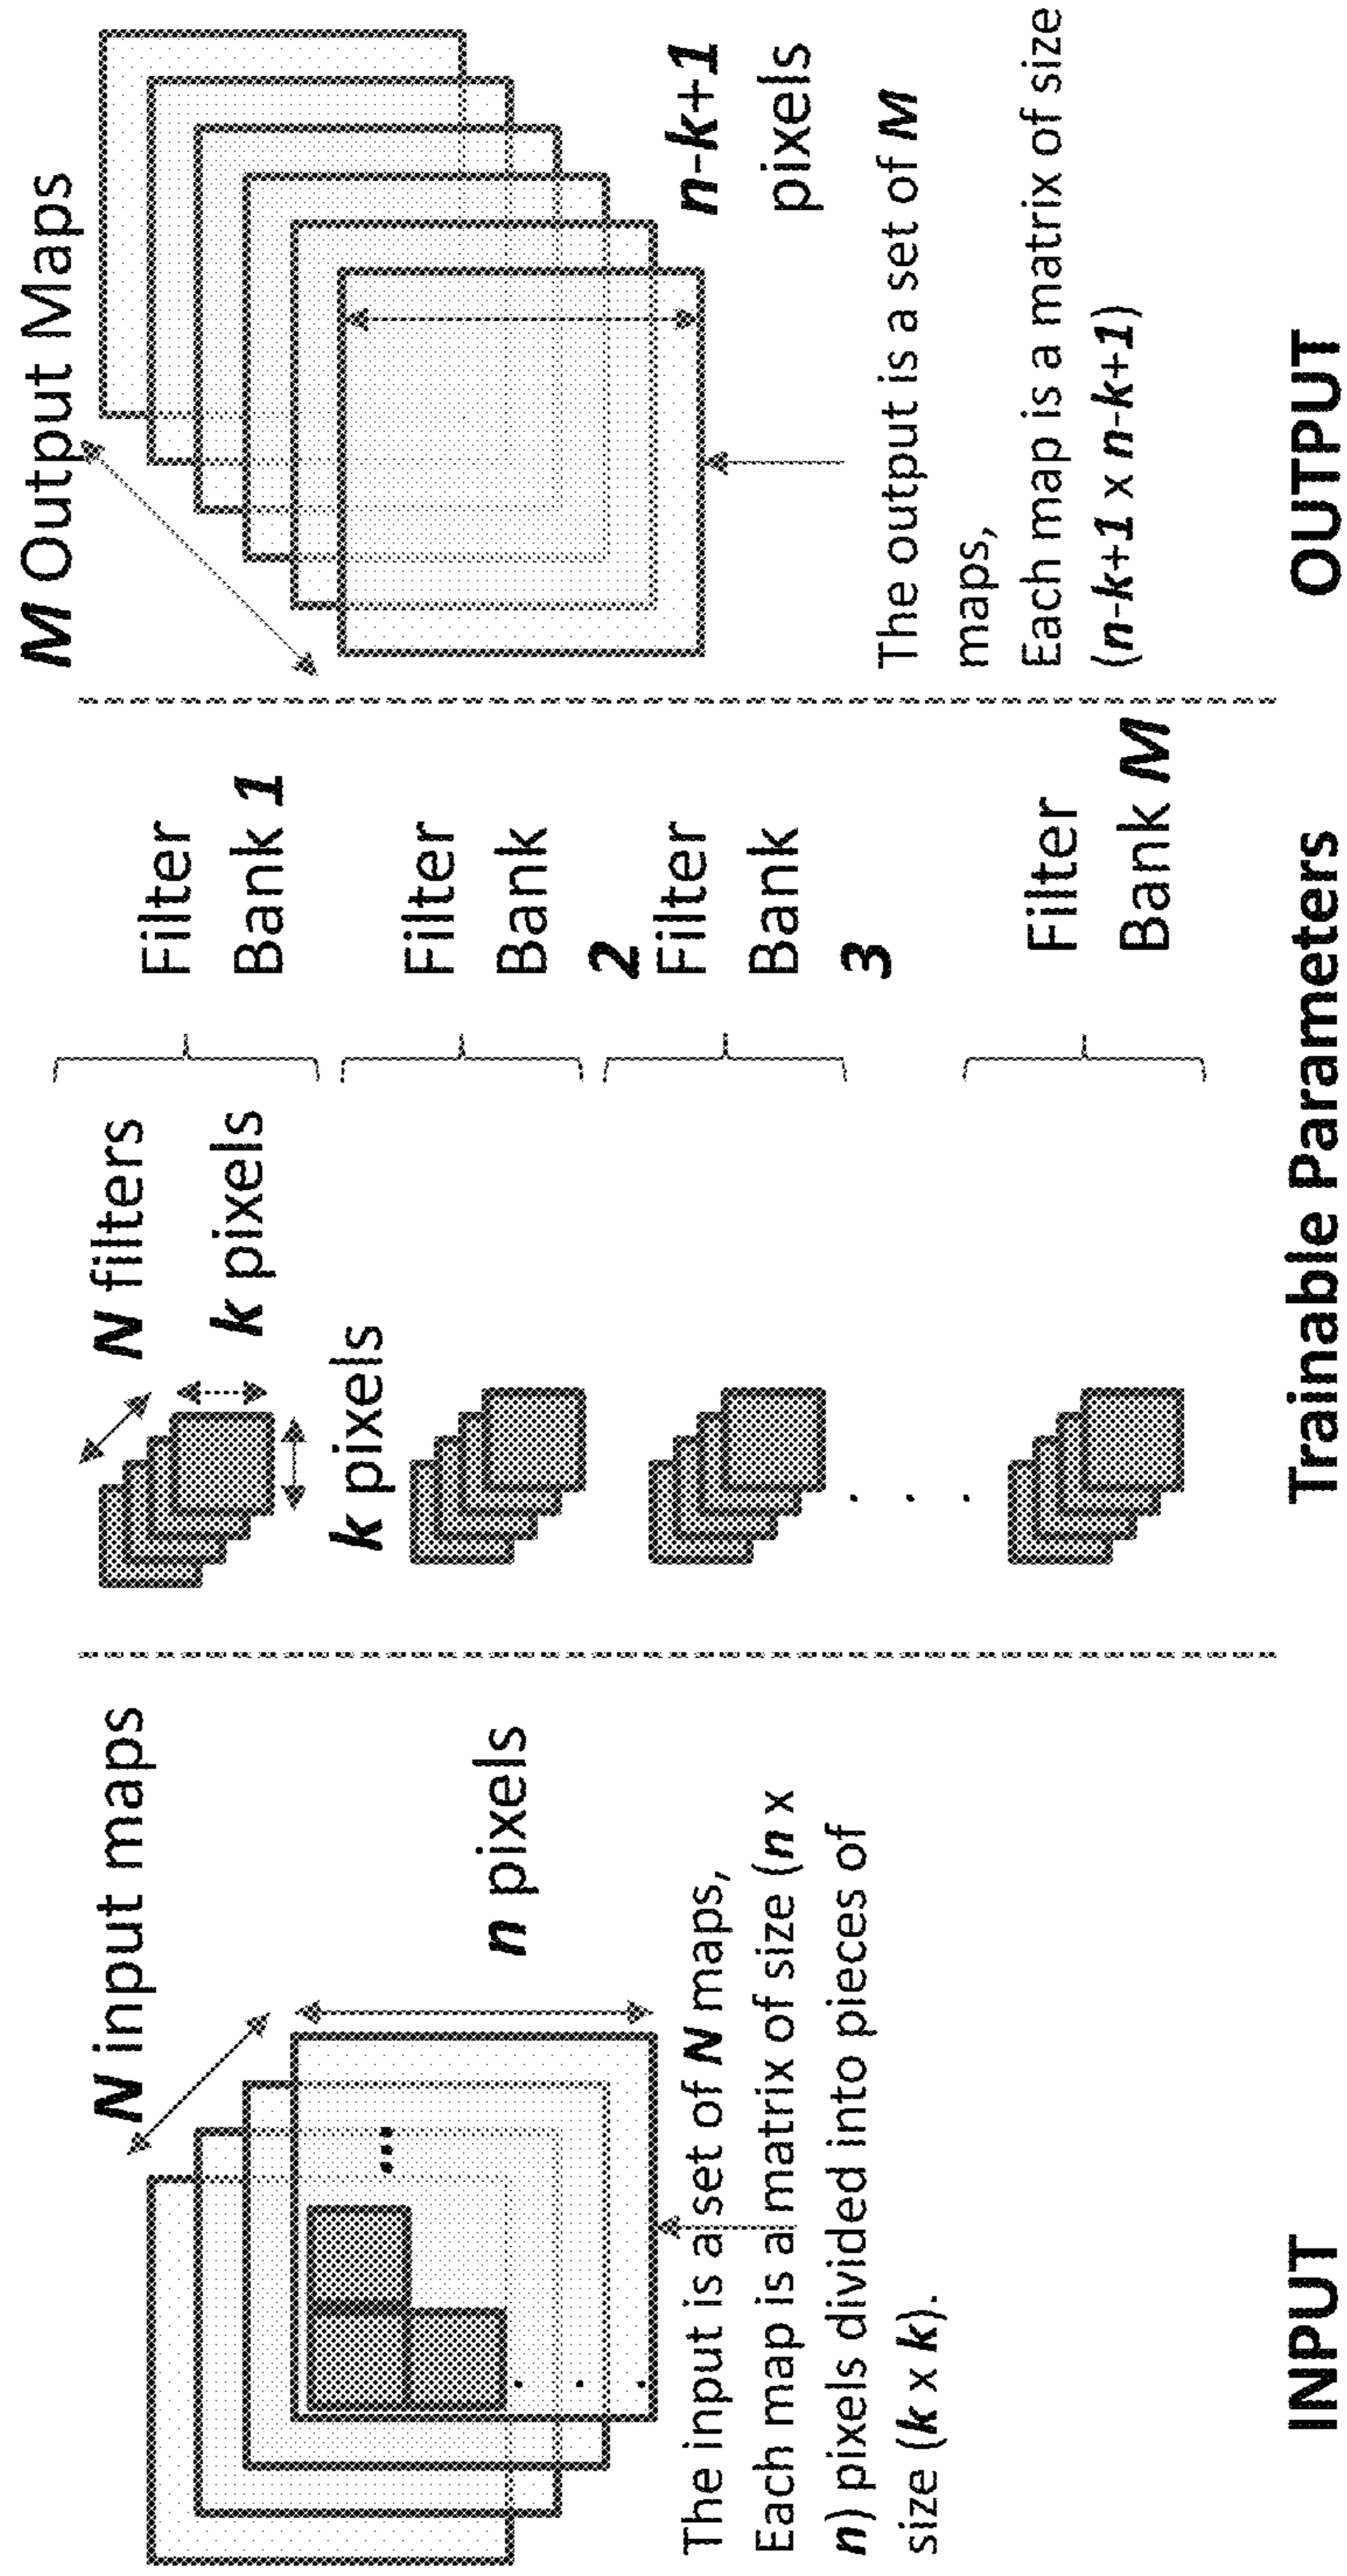 N input maps
n pixels
The input is a set of N maps,
Each map is a matrix of size (n x
n) pixels divided into pieces of
size (k x k).
INPUT
N filters
k pixels
k pixels
Filter
Bank 1
Filter
Bank
2
Filter
Bank
3
Filter
Bank M
Trainable Parameters
M Output Maps
n-k+1
pixels
The output is a set of M
maps,
Each map is a matrix of size
(n-k+1 x n-k+1)
OUTPUT